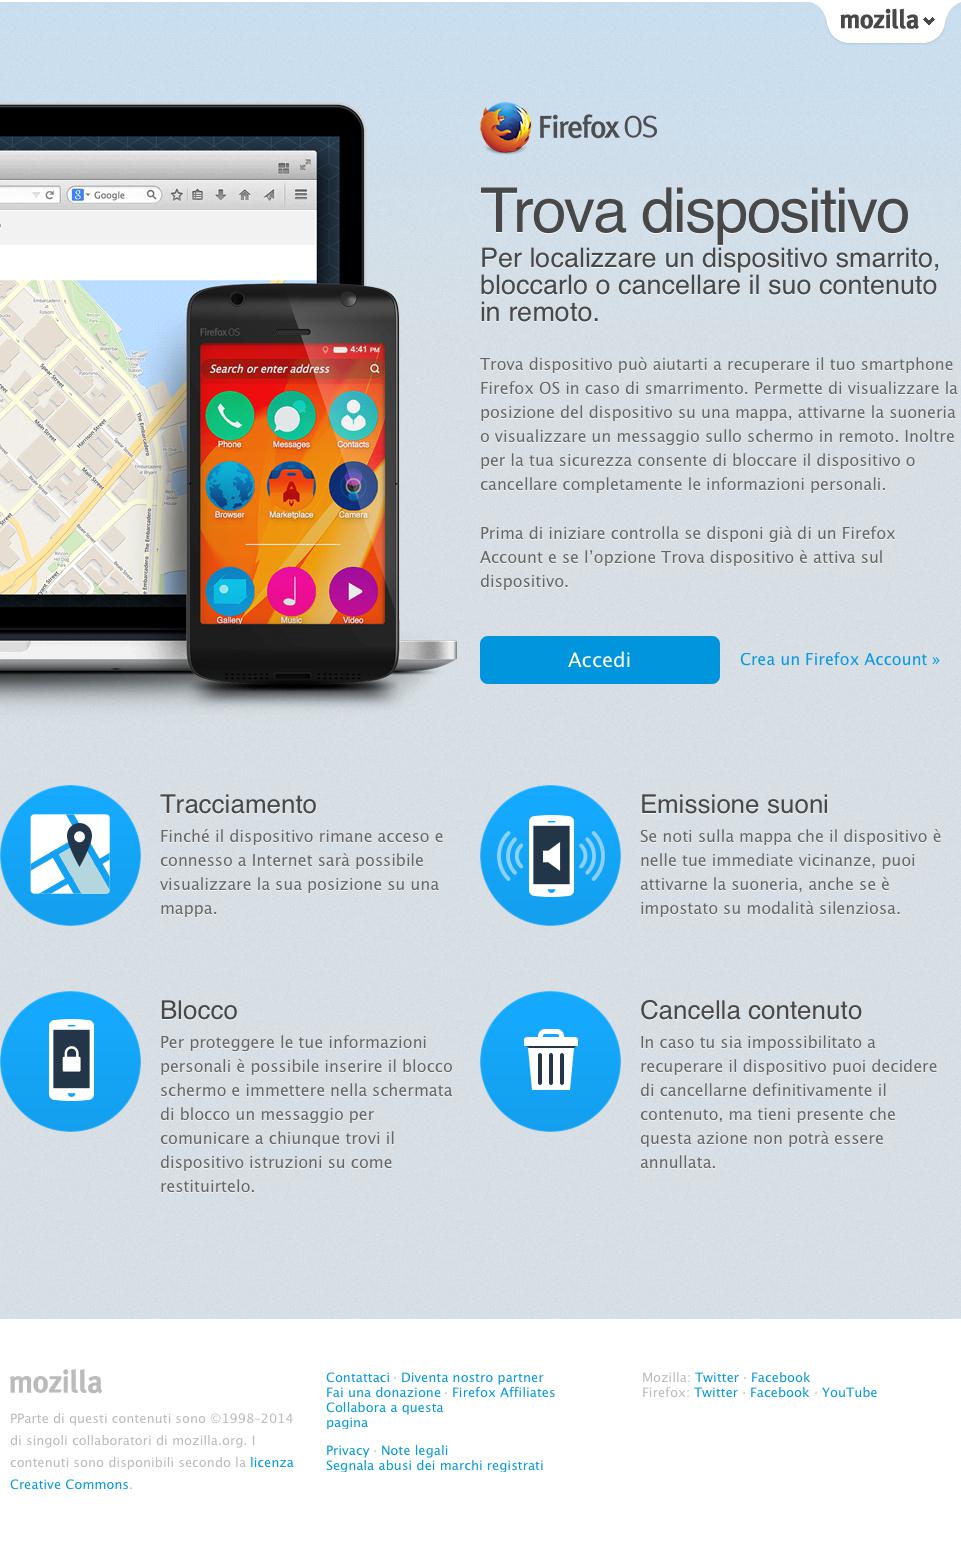 mozilla
Firefox OS
Trova dispositivo
Per localizzare un dispositivo smarrito,
bloccarlo o cancellare il suo contenuto
in remoto.
Trova dispositivo può aiutarti a recuperare il tuo smartphone
Firefox OS in caso di smarrimento. Permette di visualizzare la
posizione del dispositivo su una mappa, attivarne la suoneria
o visualizzare un messaggio sullo schermo in remoto. Inoltre
per la tua sicurezza consente di bloccare il dispositivo o
cancellare completamente le informazioni personali.
Prima di iniziare controlla se disponi già di un Firefox
Account e se l’opzione Trova dispositivo è attiva sul
dispositivo.
Accedi
Crea un Firefox Account »
Google
Firefox OS
4:41 PM
Search or enter address
Phone Messages Contacts
Browser Marketplace Camera
Gallery Music Video
Spear Street
Main Street
Harrison Street
The Embarcadero
Tracciamento
Finché il dispositivo rimane acceso e
connesso a Internet sarà possibile
visualizzare la sua posizione su una
mappa.
Emissione suoni
Se noti sulla mappa che il dispositivo è
nelle tue immediate vicinanze, puoi
attivarne la suoneria, anche se è
impostato su modalità silenziosa.
Blocco
Per proteggere le tue informazioni
personali è possibile inserire il blocco
schermo e immettere nella schermata
di blocco un messaggio per
comunicare a chiunque trovi il
dispositivo istruzioni su come
restituirtelo.
Cancella contenuto
In caso tu sia impossibilitato a
recuperare il dispositivo puoi decidere
di cancellarne definitivamente il
contenuto, ma tieni presente che
questa azione non potrà essere
annullata.
mozilla
PParte di questi contenuti sono ©1998–2014
di singoli collaboratori di mozilla.org. I
contenuti sono disponibili secondo la licenza
Creative Commons.
Contattaci · Diventa nostro partner
Fai una donazione · Firefox Affiliates
Collabora a questa
pagina
Privacy · Note legali
Segnala abusi dei marchi registrati
Mozilla: Twitter · Facebook
Firefox: Twitter · Facebook · YouTube